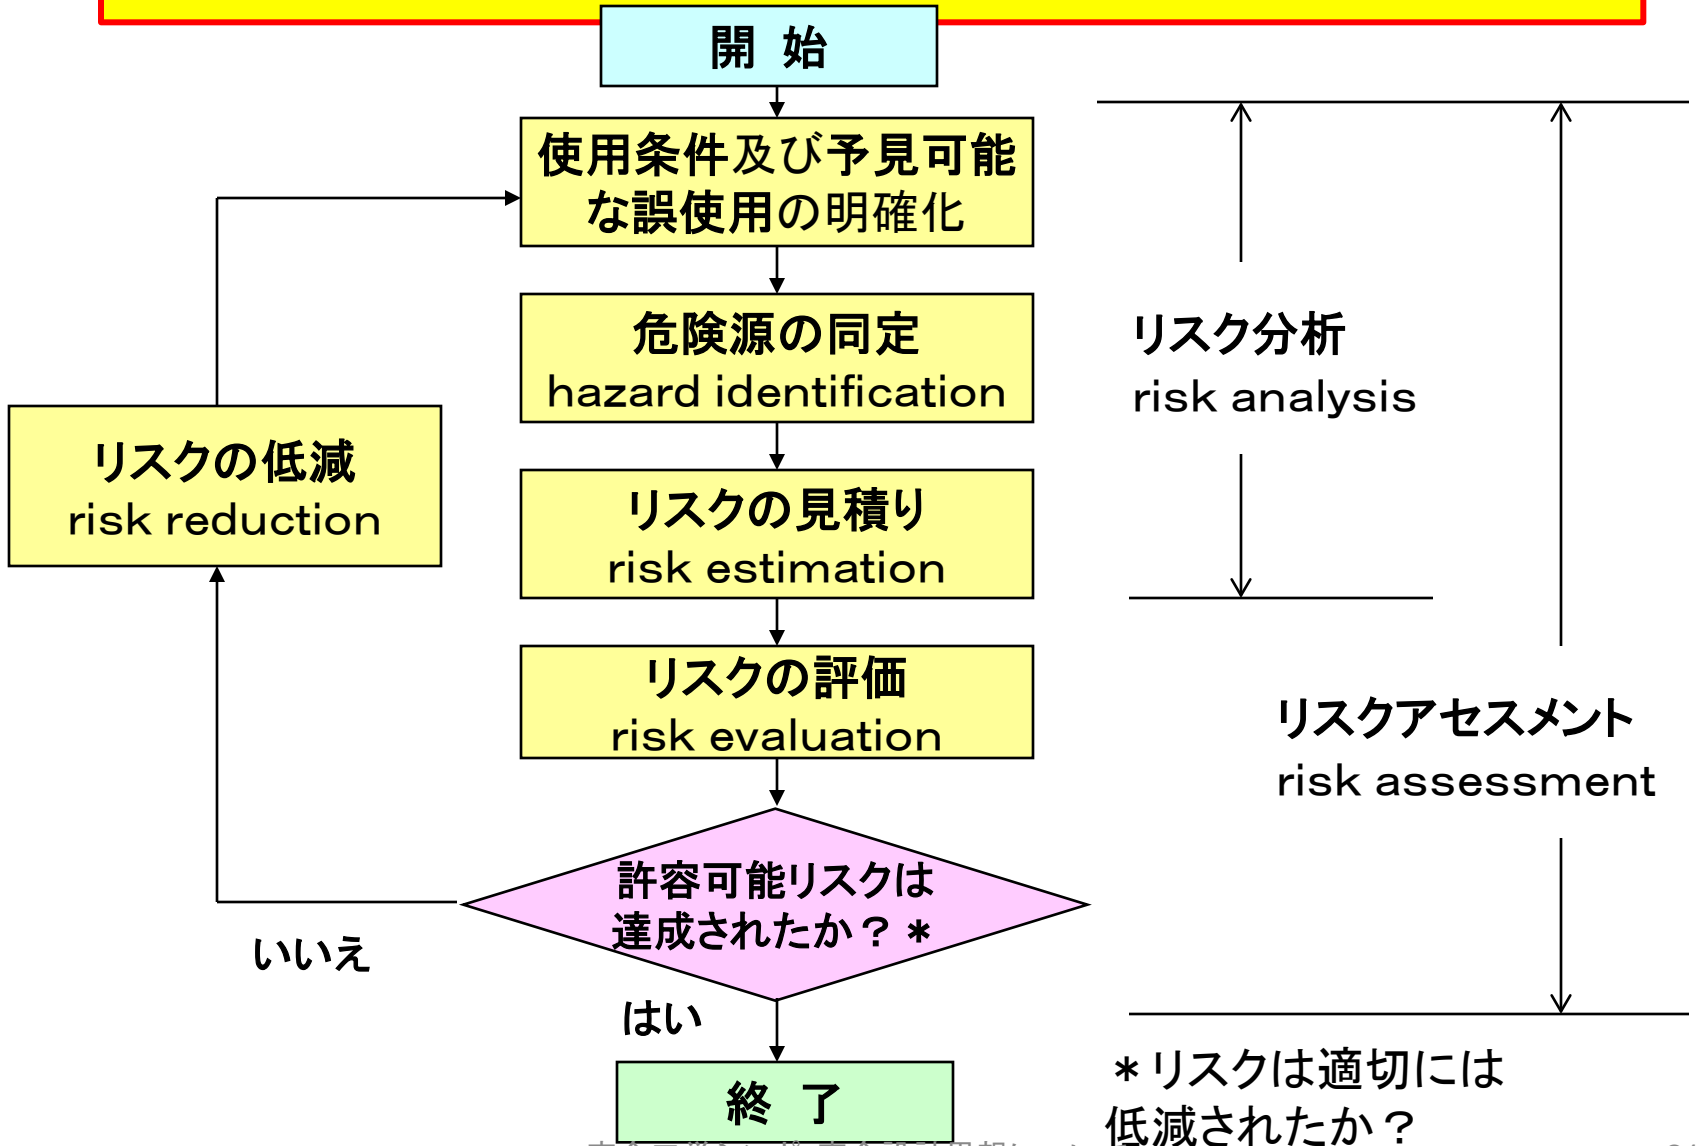 開 始
使用条件及び予見可能
な誤使用の明確化
危険源の同定
hazard identification
リスク分析
risk analysis
リスクの低減
risk reduction
リスクの見積り
risk estimation
リスクの評価
risk evaluation
リスクアセスメント
risk assessment
許容可能リスクは
達成されたか？*
いいえ
はい
終 了
*リスクは適切には
低減されたか？